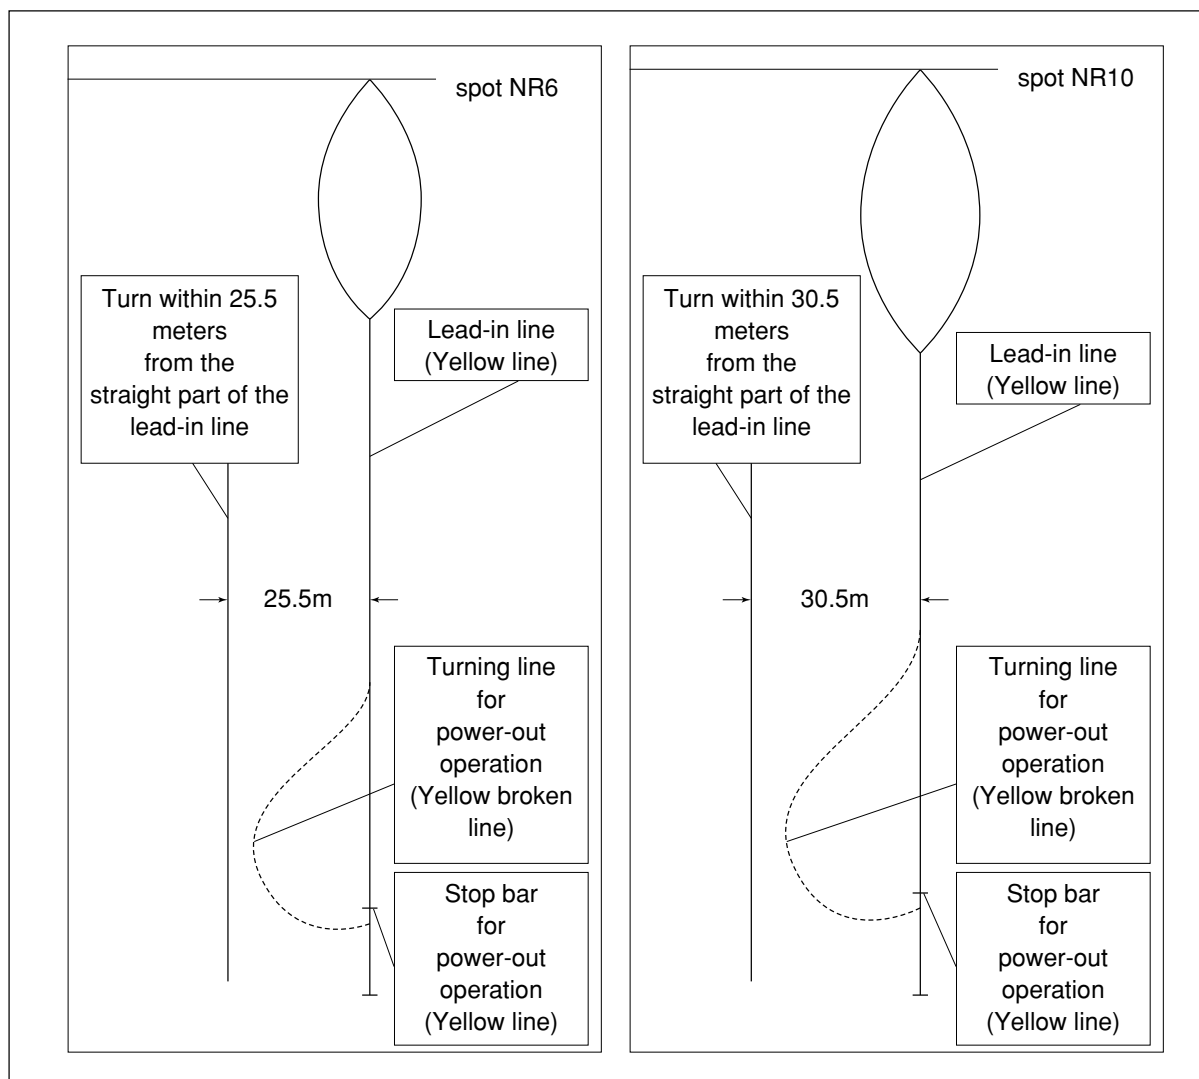 spot NR6
Turn within 25.5
meters
from the
straight part of the
lead-in line
Lead-in line
(Yellow line)
25.5m
Turning line
for
power-out
operation
(Yellow broken
line)
Stop bar
for
power-out
operation
(Yellow line)
spot NR10
Turn within 30.5
meters
from the
straight part of the
lead-in line
Lead-in line
(Yellow line)
30.5m
Turning line
for
power-out
operation
(Yellow broken
line)
Stop bar
for
power-out
operation
(Yellow line)